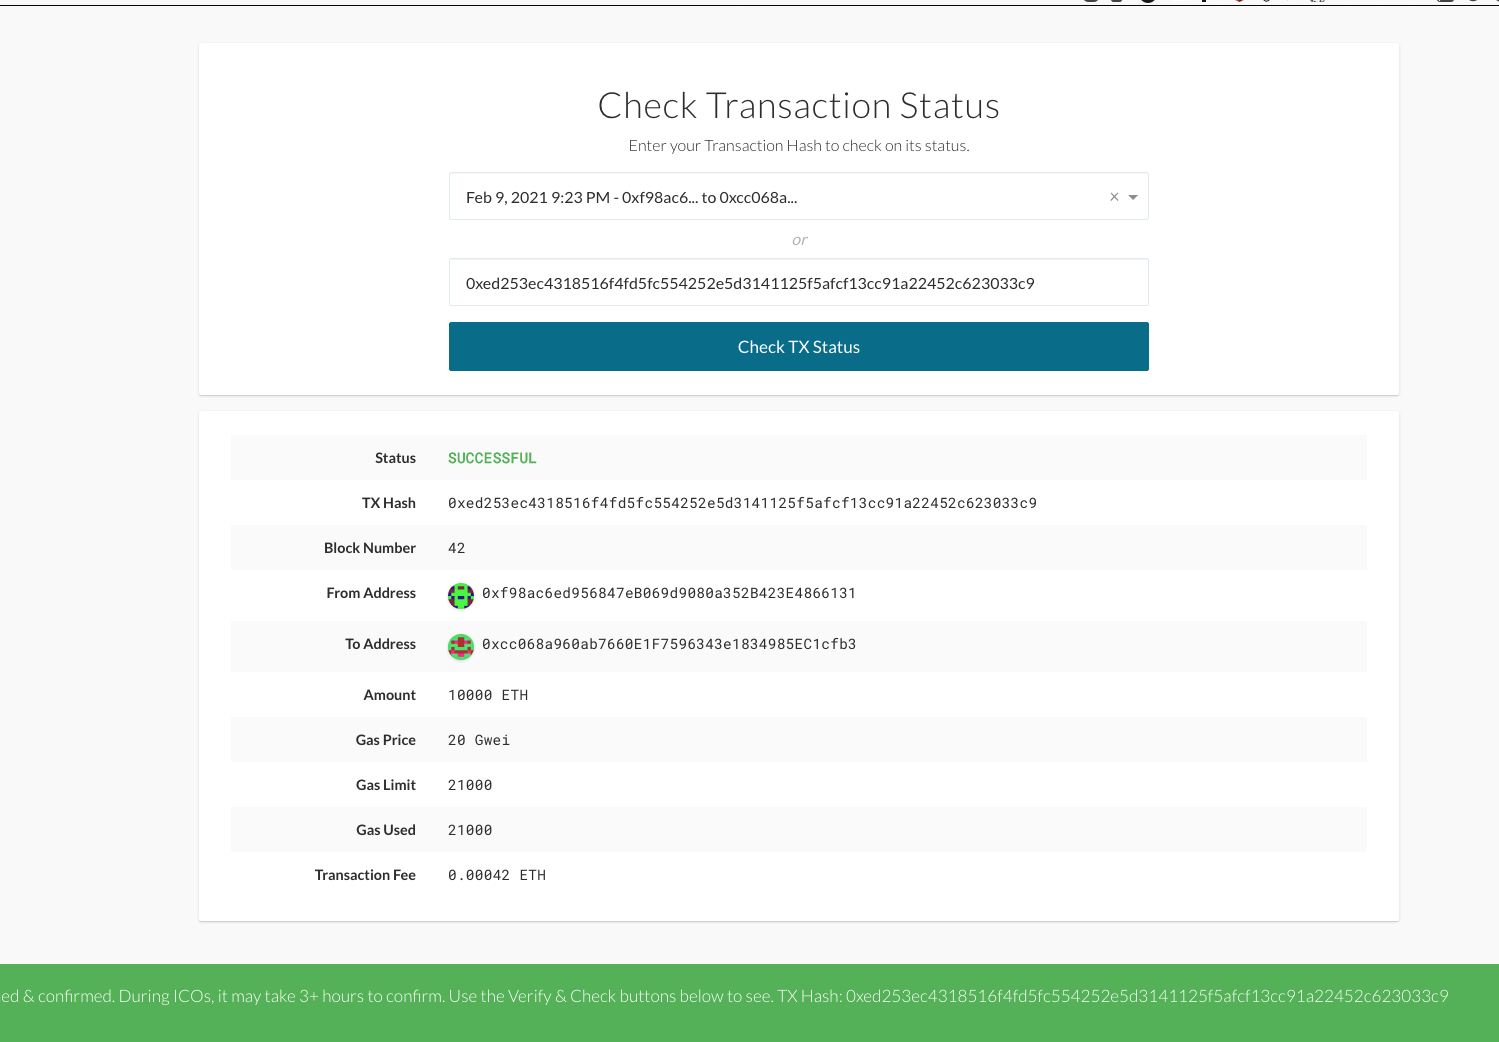 Check Transaction Status
Enter your Transaction Hash to check on its status.
Feb 9, 2021 9:23 PM - 0xf98ac6... to 0xcc068a...
or
0xed253ec4318516f4fd5fc554252e5d3141125f5afcf13cc91a22452c623033c9
Check TX Status
Status SUCCESSFUL
TX Hash 0xed253ec4318516f4fd5fc554252e5d3141125f5afcf13cc91a22452c623033c9
Block Number 42
From Address 0xf98ac6ed956847eB069d9080a352B423E4866131
To Address 0xcc068a960ab7660E1F7596343e1834985EC1cfb3
Amount 10000 ETH
Gas Price 20 Gwei
Gas Limit 21000
Gas Used 21000
Transaction Fee 0.00042 ETH
ed & confirmed. During ICOs, it may take 3+ hours to confirm. Use the Verify & Check buttons below to see. TX Hash: 0xed253ec4318516f4fd5fc554252e5d3141125f5afcf13cc91a22452c623033c9